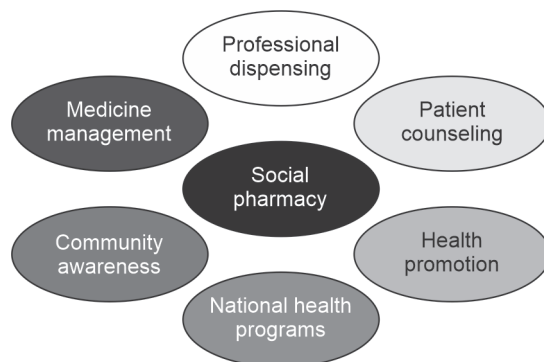 Professional
dispensing
Medicine
management
Patient
counseling
Social
pharmacy
Community
awareness
Health
promotion
National health
programs